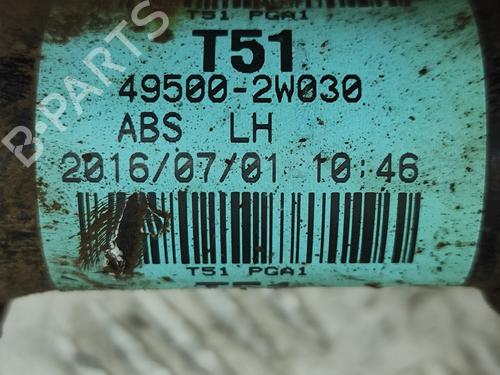 T51 PGA1
T51
49500-2W030
ABS LH
2016/07/01 10:46
T51 PGA1
B-PARTS